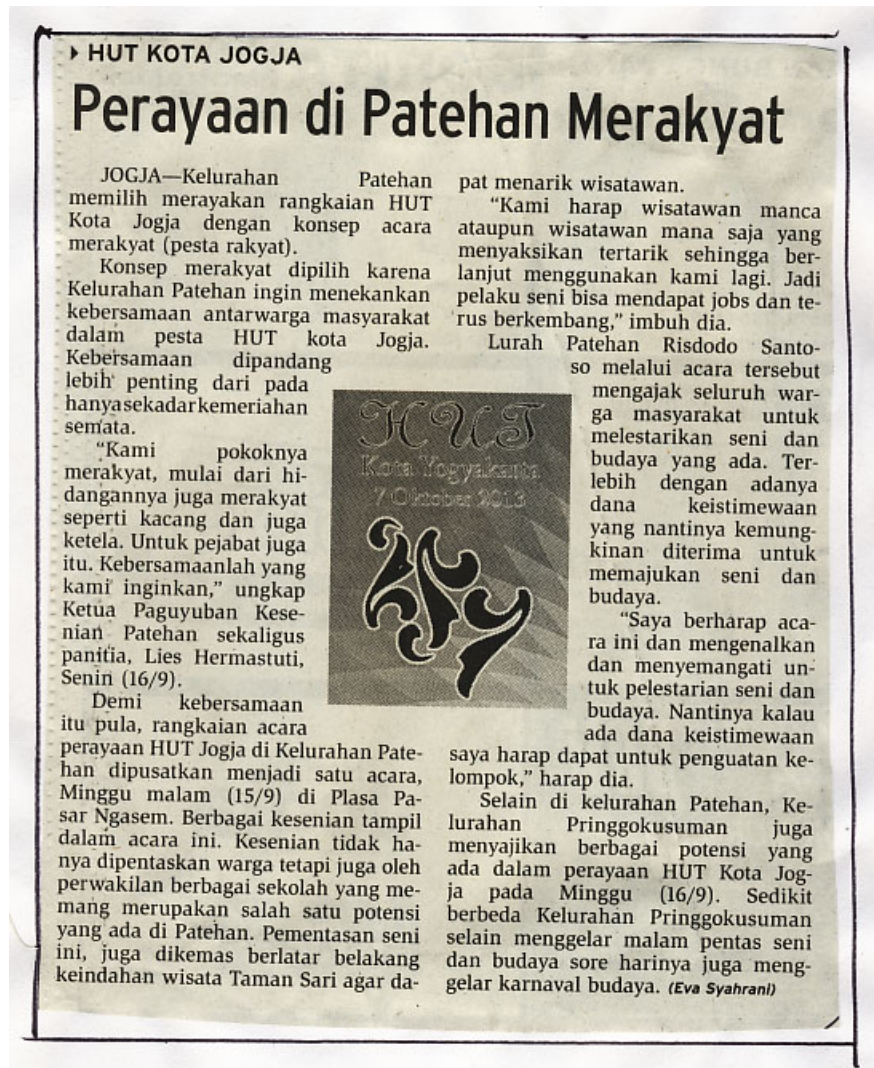 HUT KOTA JOGJA
Perayaan di Patehan Merakyat
JOGJA—Kelurahan Patehan
memilih merayakan rangkaian HUT
Kota Jogja dengan konsep acara
merakyat (pesta rakyat).
Konsep merakyat dipilih karena
Kelurahan Patehan ingin menekankan
kebersamaan antarwarga masyarakat
dalam pesta HUT kota Jogja.
Kebersamaan dipandang
lebih penting dari pada
hanya sekadar kemeriahan
semata.
“Kami pokoknya
merakyat, mulai dari hi-
dangannya juga merakyat
seperti kacang dan juga
ketela. Untuk pejabat juga
itu. Kebersamaanlah yang
kami inginkan,” ungkap
Ketua Paguyuban Kese-
nian Patehan sekaligus
panitia, Lies Hermastuti,
Senin (16/9).
Demi kebersamaan
itu pula, rangkaian acara
perayaan HUT Jogja di Kelurahan Pate-
han dipusatkan menjadi satu acara,
Minggu malam (15/9) di Plasa Pa-
sar Ngasem. Berbagai kesenian tampil
dalam acara ini. Kesenian tidak ha-
nya dipentaskan warga tetapi juga oleh
perwakilan berbagai sekolah yang me-
mang merupakan salah satu potensi
yang ada di Patehan. Pementasan seni
ini, juga dikemas berlatar belakang
keindahan wisata Taman Sari agar da-
pat menarik wisatawan.
“Kami harap wisatawan manca
ataupun wisatawan mana saja yang
menyaksikan tertarik sehingga ber-
lanjut menggunakan kami lagi. Jadi
pelaku seni bisa mendapat jobs dan te-
rus berkembang,” imbuh dia.
Lurah Patehan Risdodo Santo-
so melalui acara tersebut
mengajak seluruh war-
ga masyarakat untuk
melestarikan seni dan
budaya yang ada. Ter-
lebih dengan adanya
dana keistimewaan
yang nantinya kemung-
kinan diterima untuk
memajukan seni dan
budaya.
“Saya berharap aca-
ra ini dan mengenalkan
dan menyemangati un-
tuk pelestarian seni dan
budaya. Nantinya kalau
ada dana keistimewaan
saya harap dapat untuk penguatan ke-
lompok,” harap dia.
Selain di kelurahan Patehan, Ke-
lurahan Pringgokusuman juga
menyajikan berbagai potensi yang
ada dalam perayaan HUT Kota Jog-
ja pada Minggu (16/9). Sedikit
berbeda Kelurahan Pringgokusuman
selain menggelar malam pentas seni
dan budaya sore harinya juga meng-
gelar karnaval budaya. (Eva Syahrani)
HUT
Kota Yogyakarta
7 Oktober 2013